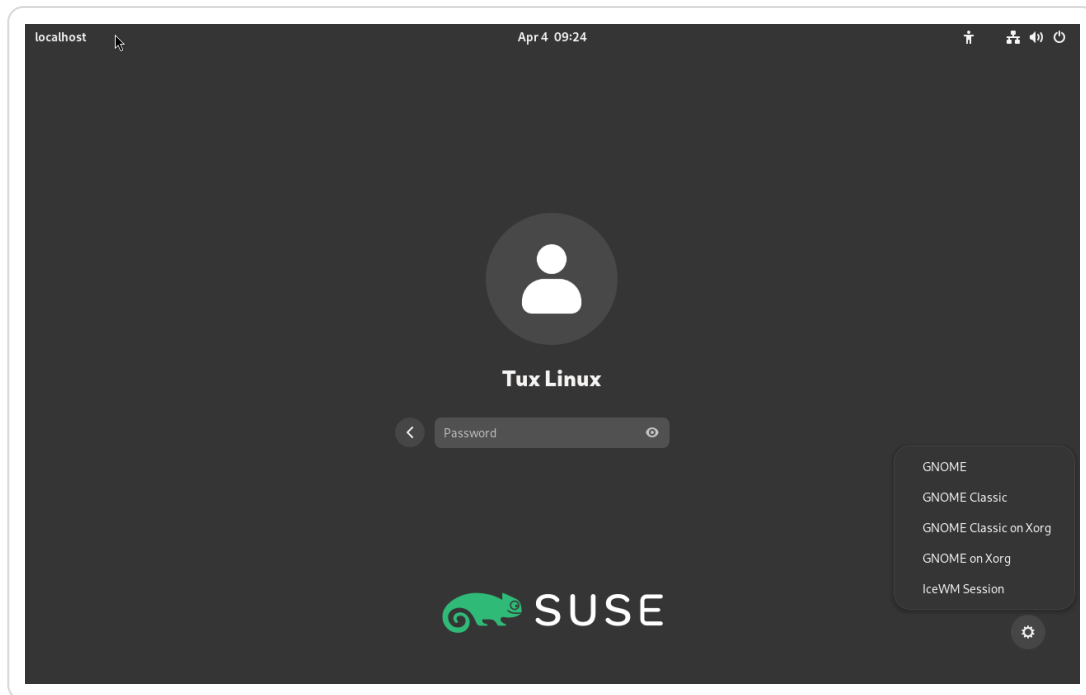 localhost
Apr 4 09:24
Tux Linux
Password
GNOME
GNOME Classic
GNOME Classic on Xorg
GNOME on Xorg
IceWM Session
SUSE